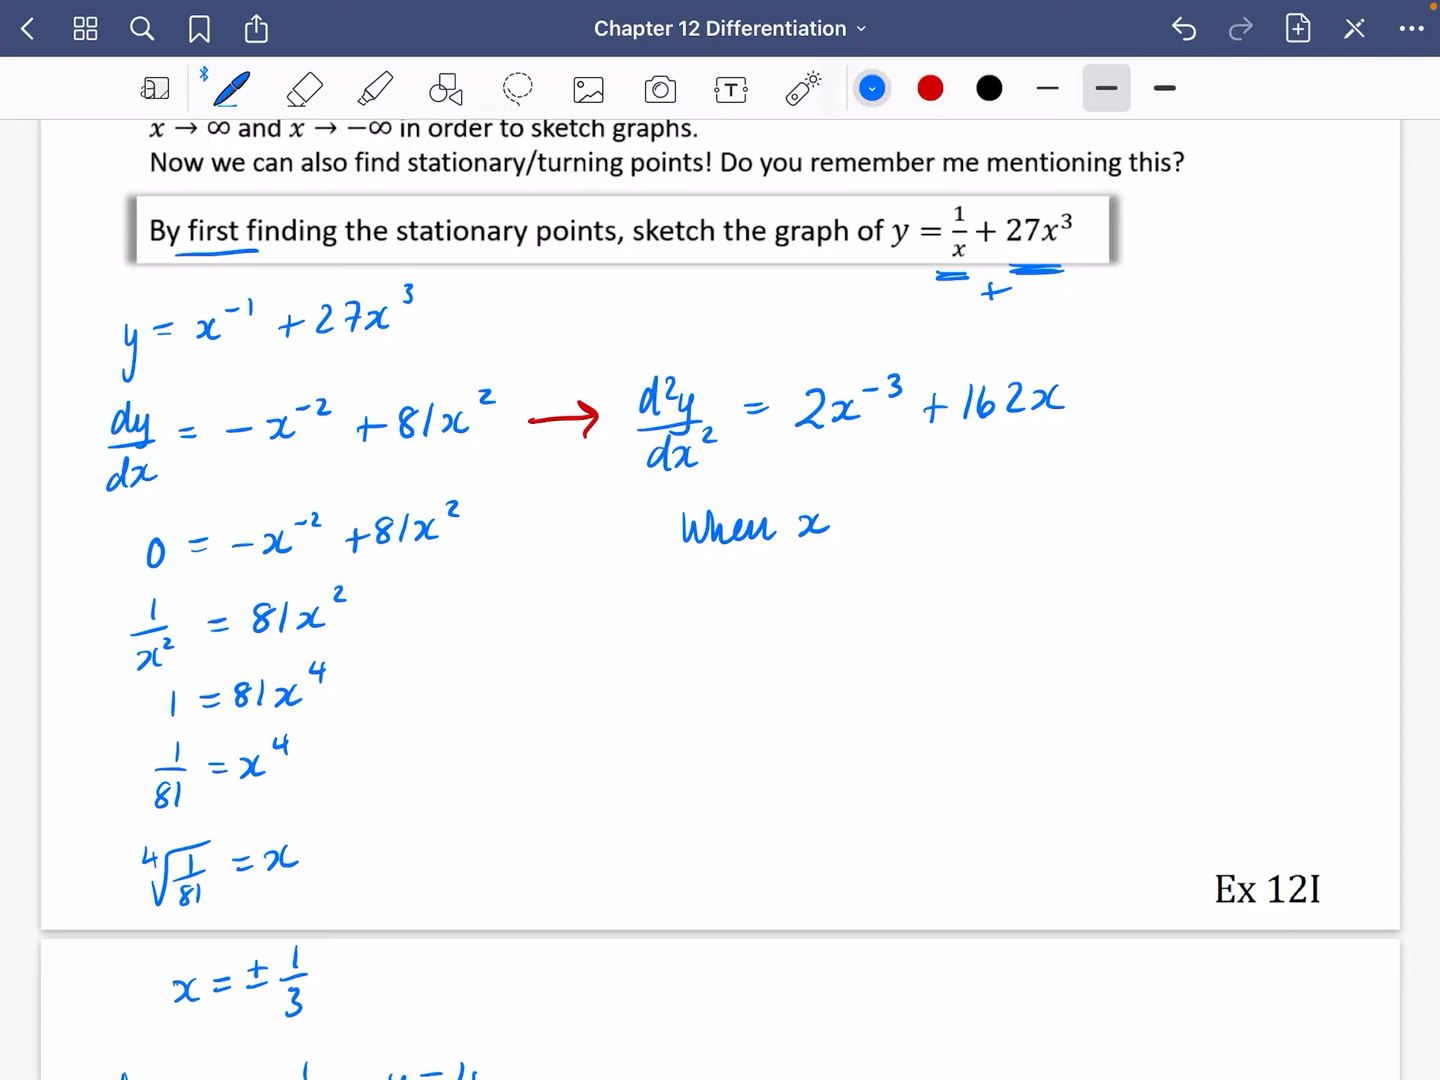 Chapter 12 Differentiation
x → ∞ and x → −∞ in order to sketch graphs.
Now we can also find stationary/turning points! Do you remember me mentioning this?
By first finding the stationary points, sketch the graph of y = 1/x + 27x³
+
y = x⁻¹ + 27x³
dy/dx = −x⁻² + 81x² → d²y/dx² = 2x⁻³ + 162x
0 = −x⁻² + 81x²
When x
1/x² = 81x²
1 = 81x⁴
1/81 = x⁴
⁴√(1/81) = x
Ex 12I
x = ± 1/3